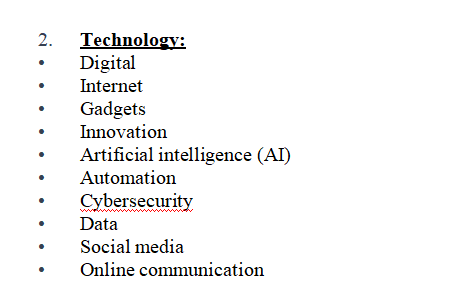 2. Technology:
• Digital
• Internet
• Gadgets
• Innovation
• Artificial intelligence (AI)
• Automation
• Cybersecurity
• Data
• Social media
• Online communication